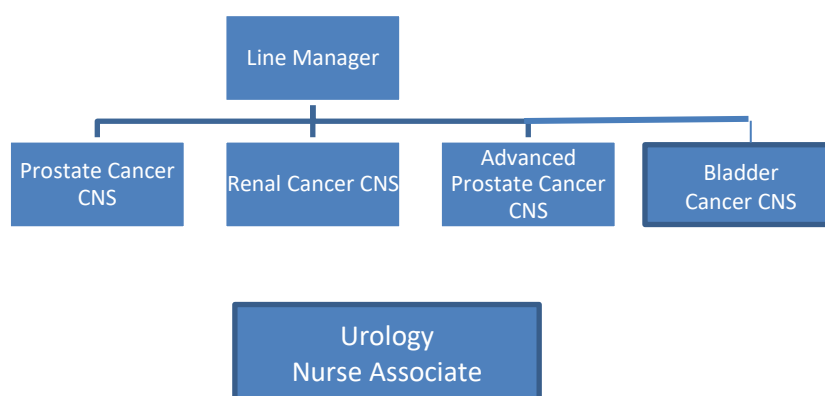 Line Manager
Prostate Cancer
CNS
Renal Cancer CNS
Advanced
Prostate Cancer
CNS
Bladder
Cancer CNS
Urology
Nurse Associate